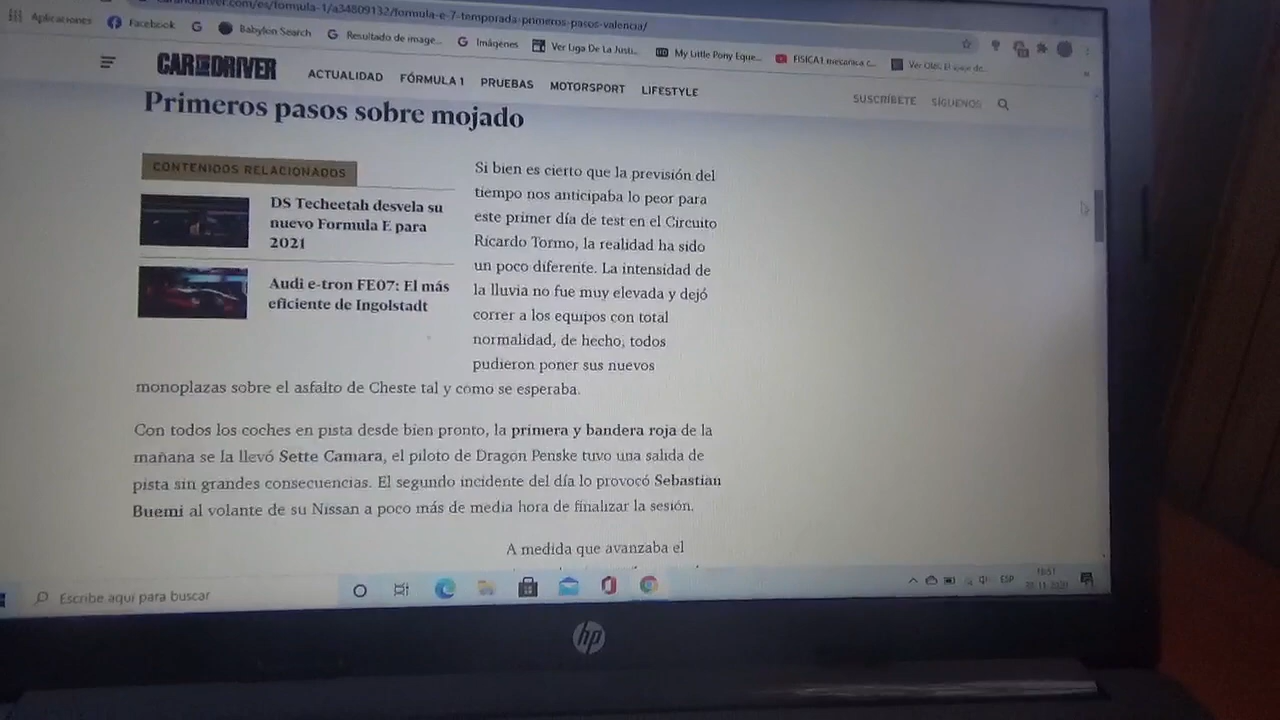 driver.com/es/formula-1/a34809132/formula-e-7-temporada-primeros-pasos-valencia/
Aplicaciones Facebook Babylon Search Resultado de image... Imágenes Ver Liga De La Justi... My Little Pony Eque... FISICA1 mecanica c...
CAR AND DRIVER ACTUALIDAD FÓRMULA 1 PRUEBAS MOTORSPORT LIFESTYLE SUSCRÍBETE SÍGUENOS
Primeros pasos sobre mojado
CONTENIDOS RELACIONADOS
DS Techeetah desvela su
nuevo Formula E para
2021
Audi e-tron FE07: El más
eficiente de Ingolstadt
Si bien es cierto que la previsión del
tiempo nos anticipaba lo peor para
este primer día de test en el Circuito
Ricardo Tormo, la realidad ha sido
un poco diferente. La intensidad de
la lluvia no fue muy elevada y dejó
correr a los equipos con total
normalidad, de hecho, todos
pudieron poner sus nuevos
monoplazas sobre el asfalto de Cheste tal y como se esperaba.
Con todos los coches en pista desde bien pronto, la primera y bandera roja de la
mañana se la llevó Sette Camara, el piloto de Dragon Penske tuvo una salida de
pista sin grandes consecuencias. El segundo incidente del día lo provocó Sebastian
Buemi al volante de su Nissan a poco más de media hora de finalizar la sesión.
A medida que avanzaba el
Escribe aquí para buscar
ESP
hp